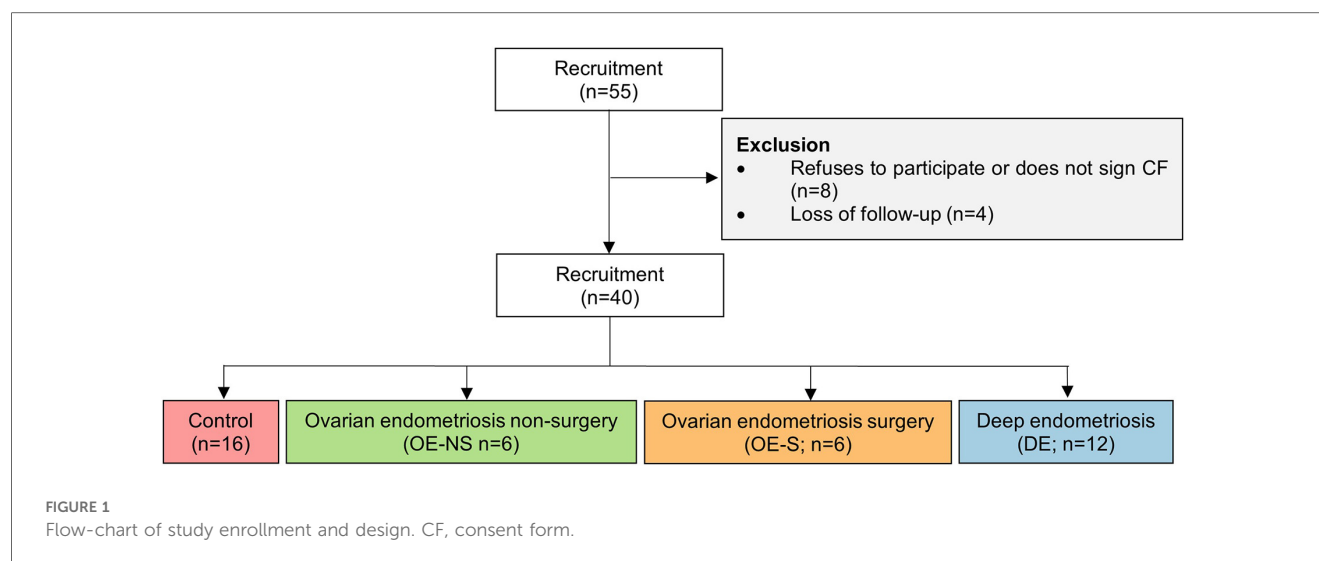 Recruitment
(n=55)
Exclusion
• Refuses to participate or does not sign CF
(n=8)
• Loss of follow-up (n=4)
Recruitment
(n=40)
Control
(n=16)
Ovarian endometriosis non-surgery
(OE-NS n=6)
Ovarian endometriosis surgery
(OE-S; n=6)
Deep endometriosis
(DE; n=12)
FIGURE 1
Flow-chart of study enrollment and design. CF, consent form.